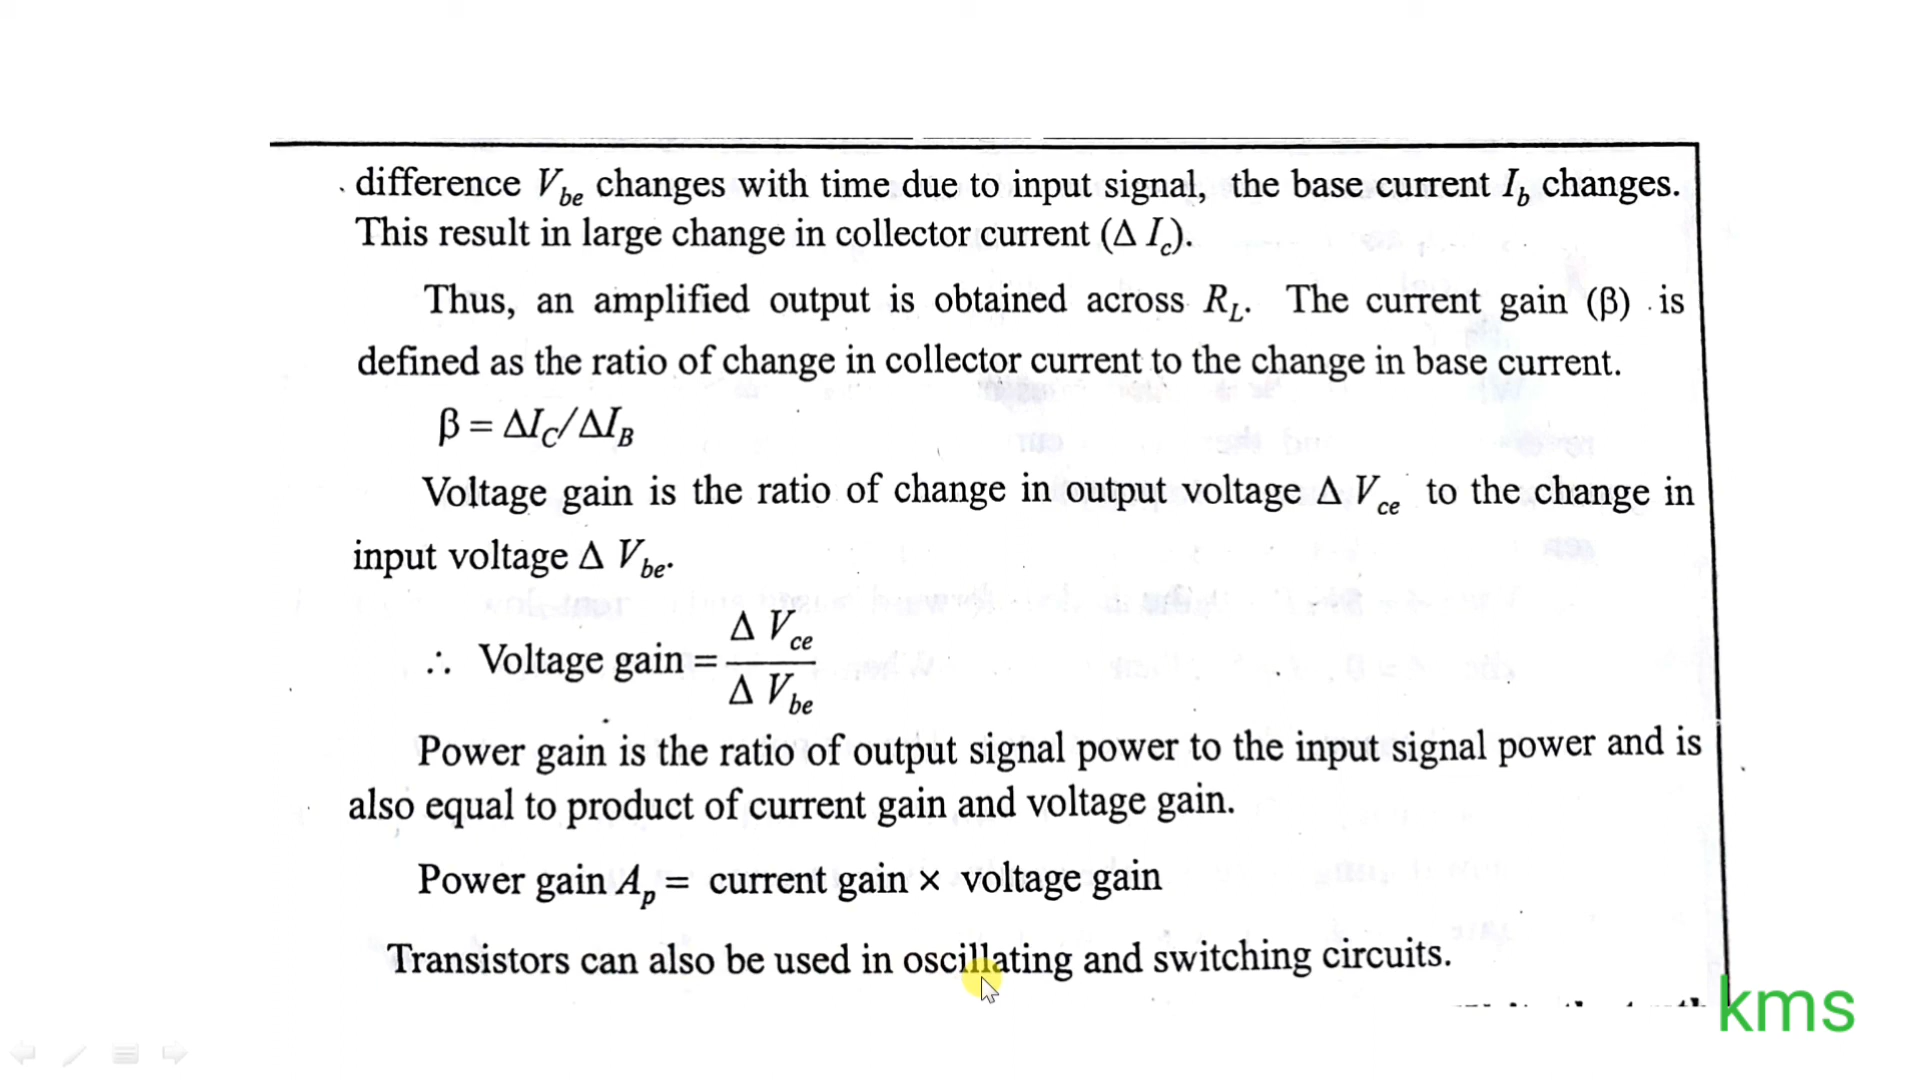 difference V_be changes with time due to input signal, the base current I_b changes.
This result in large change in collector current (Δ I_c).
Thus, an amplified output is obtained across R_L. The current gain (β) is
defined as the ratio of change in collector current to the change in base current.
β = ΔI_C/ΔI_B
Voltage gain is the ratio of change in output voltage Δ V_ce to the change in
input voltage Δ V_be.
∴ Voltage gain = Δ V_ce / Δ V_be
Power gain is the ratio of output signal power to the input signal power and is
also equal to product of current gain and voltage gain.
Power gain A_p = current gain × voltage gain
Transistors can also be used in oscillating and switching circuits.
kms